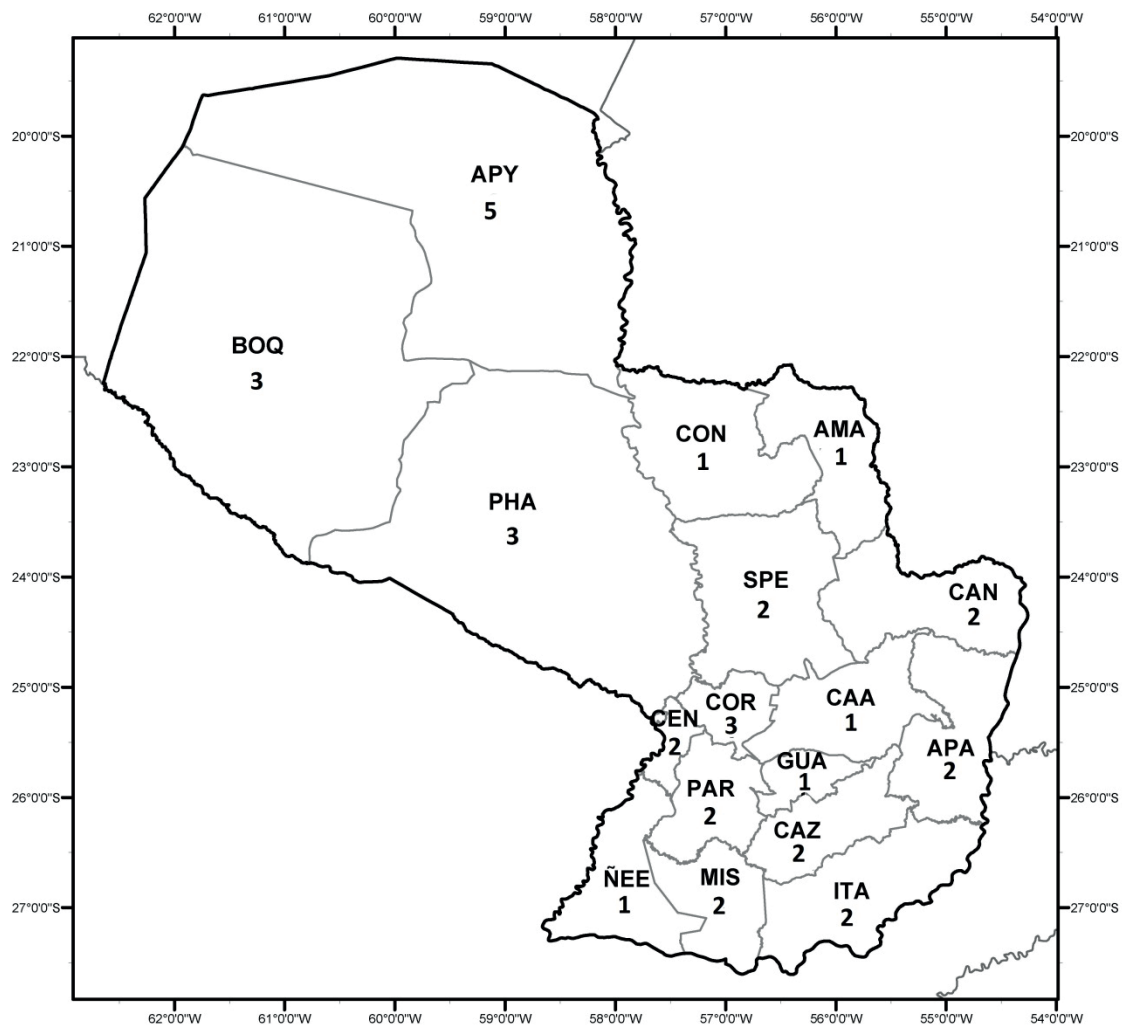 62°0'0"W 61°0'0"W 60°0'0"W 59°0'0"W 58°0'0"W 57°0'0"W 56°0'0"W 55°0'0"W 54°0'0"W
20°0'0"S 20°0'0"S
APY
5
21°0'0"S 21°0'0"S
BOQ
3
22°0'0"S 22°0'0"S
CON
1
AMA
1
23°0'0"S 23°0'0"S
PHA
3
24°0'0"S 24°0'0"S
SPE
2
CAN
2
25°0'0"S 25°0'0"S
CEN
2
COR
3
CAA
1
GUA
1
APA
2
26°0'0"S 26°0'0"S
PAR
2
CAZ
2
ÑEE
1
MIS
2
ITA
2
27°0'0"S 27°0'0"S
62°0'0"W 61°0'0"W 60°0'0"W 59°0'0"W 58°0'0"W 57°0'0"W 56°0'0"W 55°0'0"W 54°0'0"W